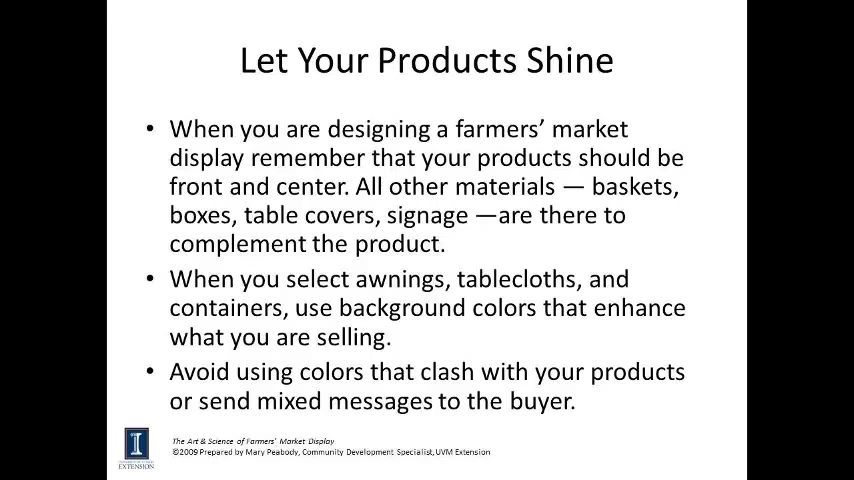 Let Your Products Shine
• When you are designing a farmers’ market
display remember that your products should be
front and center. All other materials — baskets,
boxes, table covers, signage —are there to
complement the product.
• When you select awnings, tablecloths, and
containers, use background colors that enhance
what you are selling.
• Avoid using colors that clash with your products
or send mixed messages to the buyer.
The Art & Science of Farmers’ Market Display
©2009 Prepared by Mary Peabody, Community Development Specialist, UVM Extension
I
EXTENSION